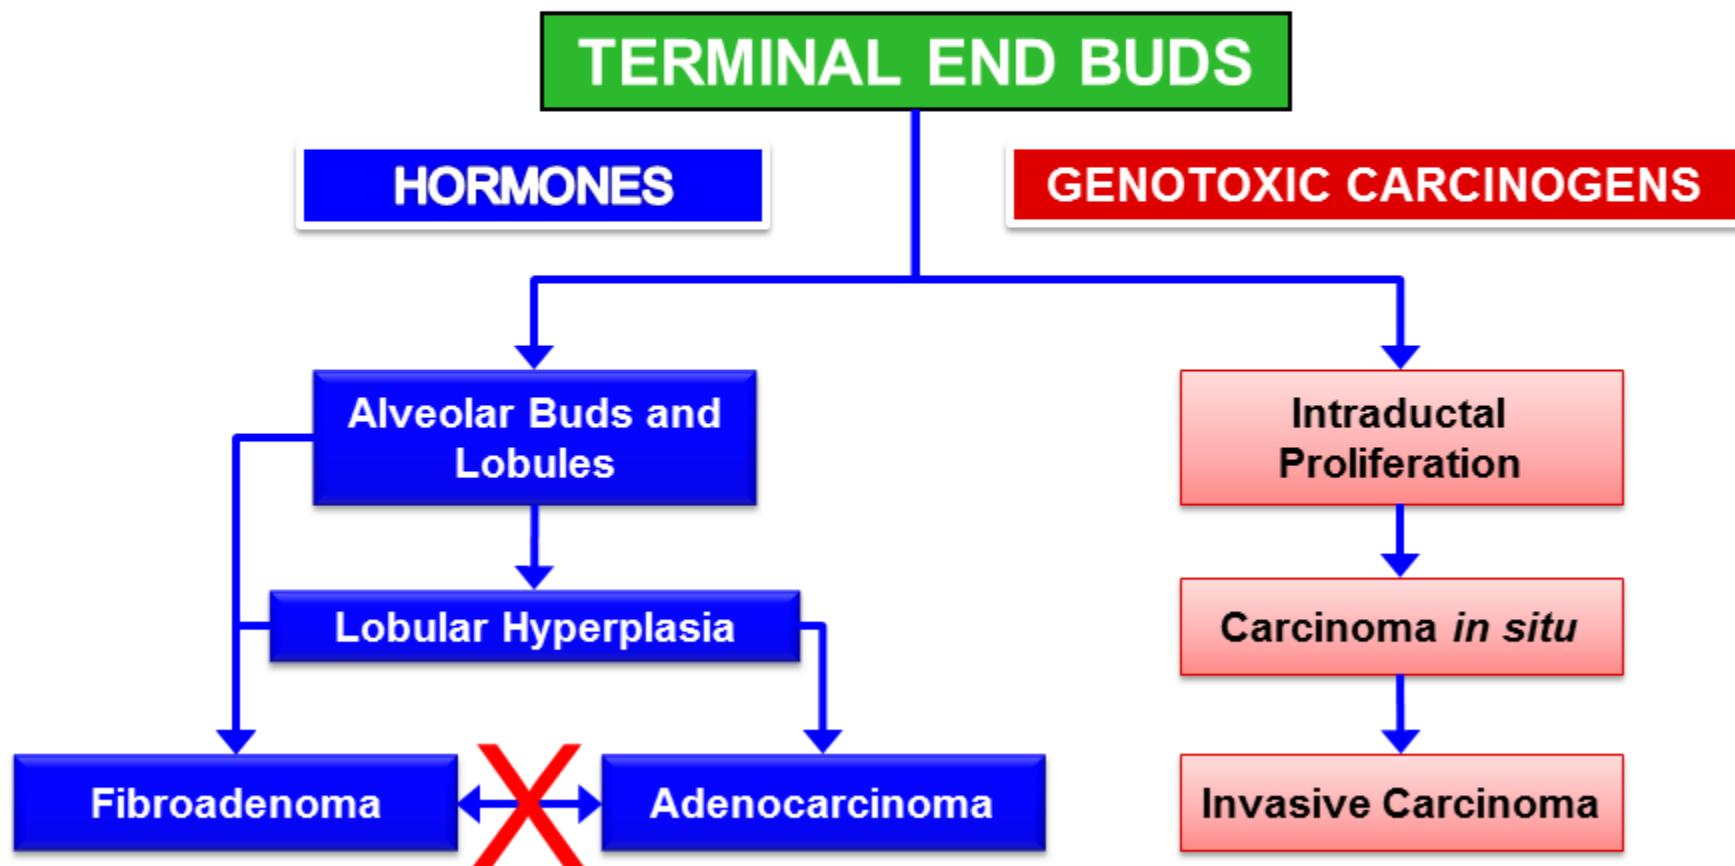 TERMINAL END BUDS
HORMONES
GENOTOXIC CARCINOGENS
Alveolar Buds and
Lobules
Intraductal
Proliferation
Lobular Hyperplasia
Carcinoma in situ
Fibroadenoma
Adenocarcinoma
Invasive Carcinoma